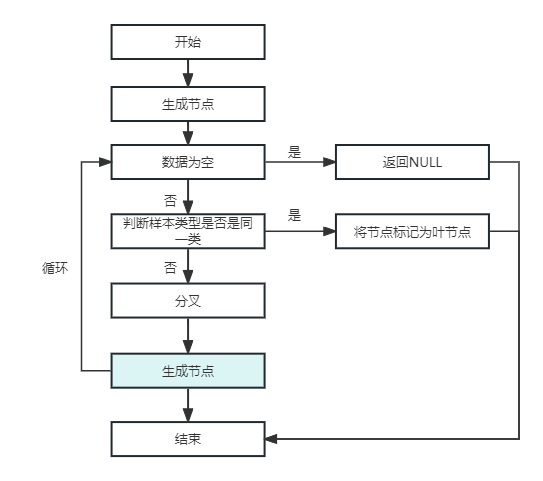 开始
生成节点
数据为空
是
返回NULL
否
判断样本类型是否是同
一类
是
将节点标记为叶节点
循环
否
分叉
生成节点
结束